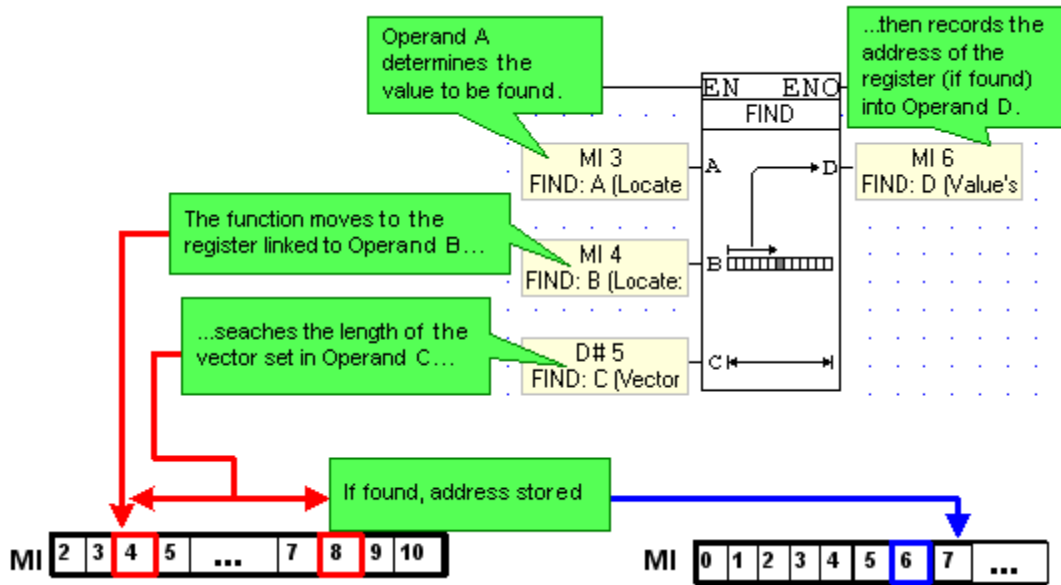 Operand A
determines the
value to be found.
...then records the
address of the
register (if found)
into Operand D.
EN ENO
FIND
MI 3
FIND: A (Locate
A
D
MI 6
FIND: D (Value's
The function moves to the
register linked to Operand B...
MI 4
FIND: B (Locate:
B
...seaches the length of the
vector set in Operand C...
D# 5
FIND: C (Vector
C
If found, address stored
MI 2 3 4 5 ... 7 8 9 10
MI 0 1 2 3 4 5 6 7 ...